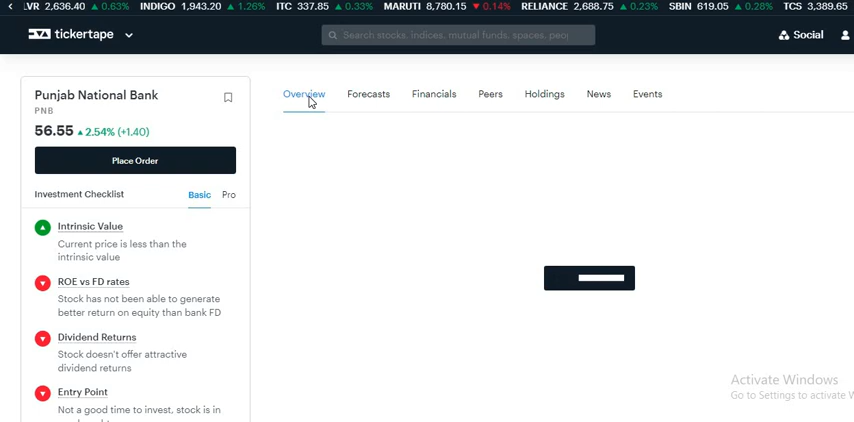 LVR 2,636.40 ▲ 0.63% INDIGO 1,943.20 ▲ 1.26% ITC 337.85 ▲ 0.33% MARUTI 8,780.15 ▼ 0.14% RELIANCE 2,688.75 ▲ 0.23% SBIN 619.05 ▲ 0.28% TCS 3,389.65
tickertape
Search stocks, indices, mutual funds, spaces, peo
Social
Punjab National Bank
PNB
56.55 ▲ 2.54% (+1.40)
Place Order
Investment Checklist Basic Pro
Intrinsic Value
Current price is less than the
intrinsic value
ROE vs FD rates
Stock has not been able to generate
better return on equity than bank FD
Dividend Returns
Stock doesn't offer attractive
dividend returns
Entry Point
Not a good time to invest, stock is in
Overview Forecasts Financials Peers Holdings News Events
Activate Windows
Go to Settings to activate W